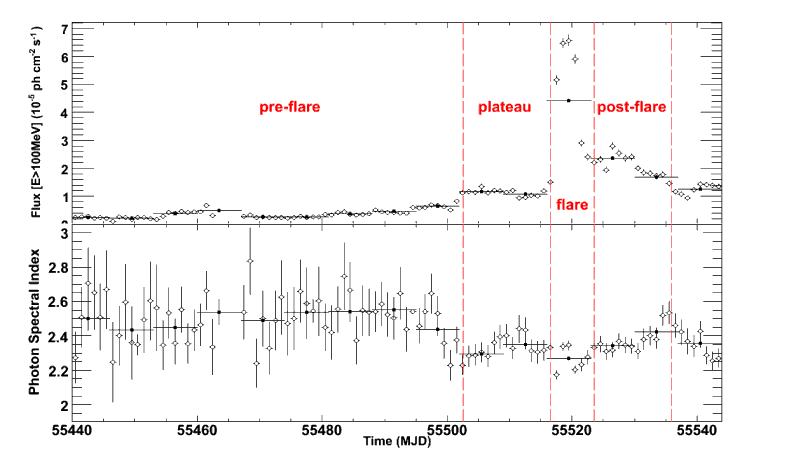 Flux [E>100MeV] (10⁻⁵ ph cm⁻² s⁻¹)
7
6
5
4
3
2
1
0
pre-flare
plateau
post-flare
flare
Photon Spectral Index
3
2.8
2.6
2.4
2.2
2
55440
55460
55480
55500
55520
55540
Time (MJD)